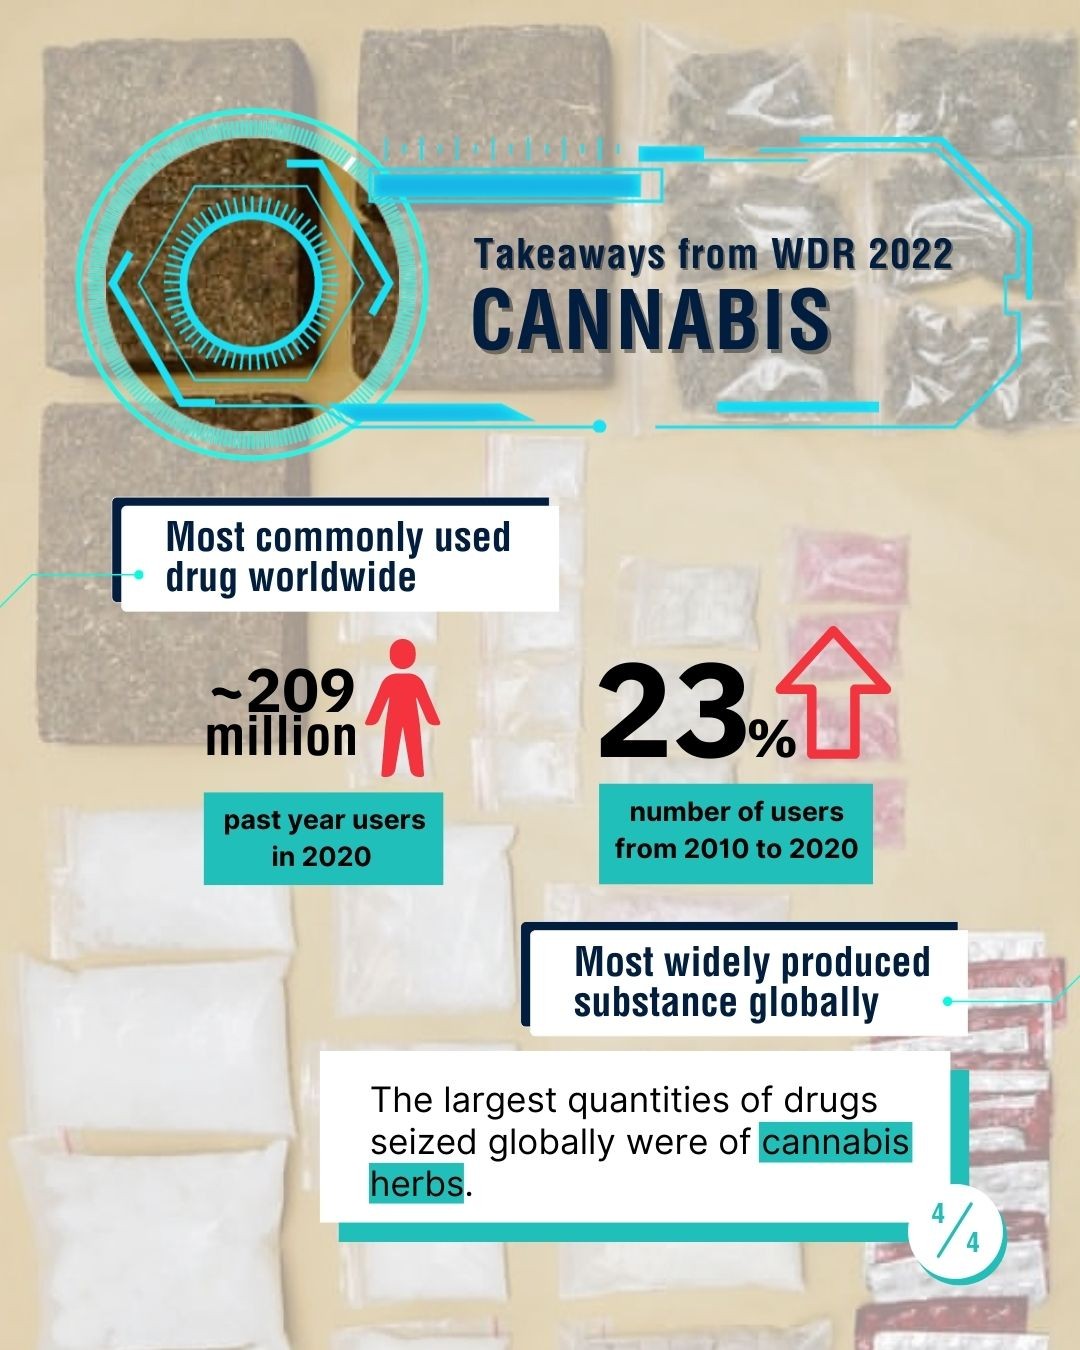 Takeaways from WDR 2022
CANNABIS
Most commonly used
drug worldwide
~209
million
past year users
in 2020
23%
number of users
from 2010 to 2020
Most widely produced
substance globally
The largest quantities of drugs
seized globally were of cannabis
herbs.
4/4